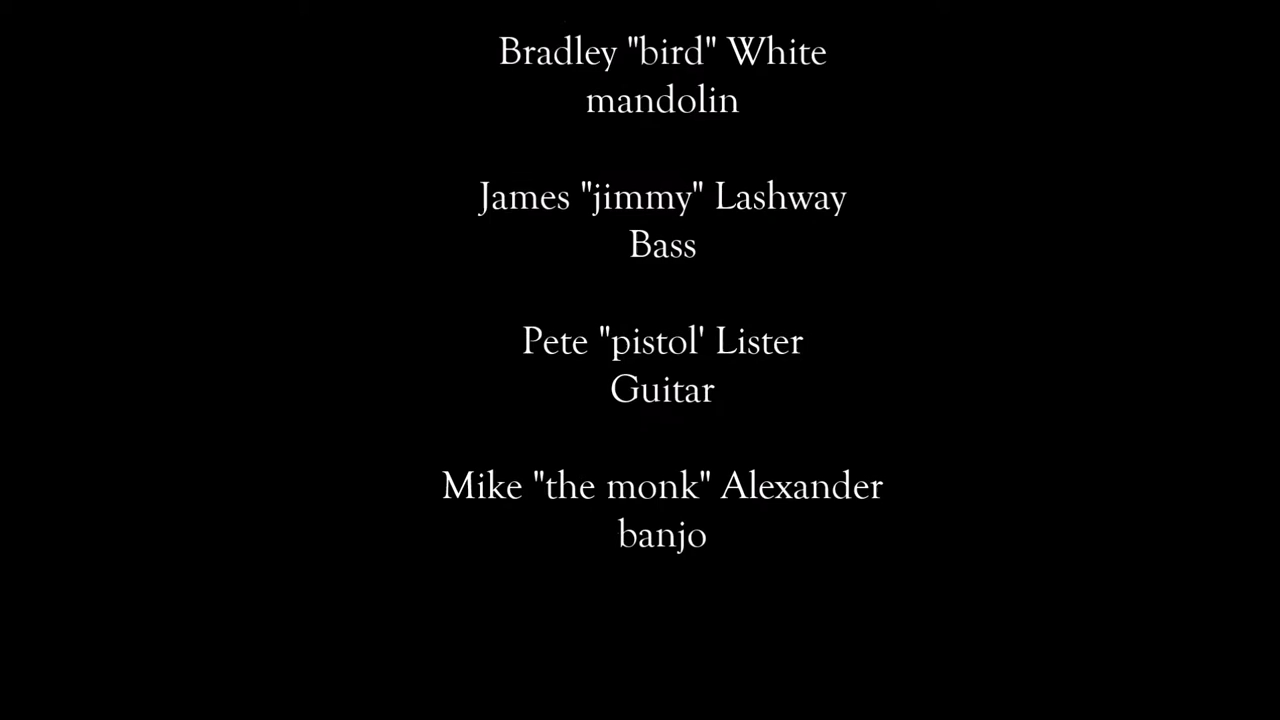 Bradley "bird" White
mandolin
James "jimmy" Lashway
Bass
Pete "pistol' Lister
Guitar
Mike "the monk" Alexander
banjo